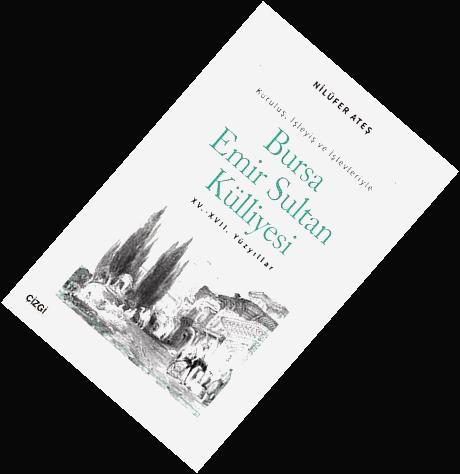 NİLÜFER ATEŞ
Kuruluş, İşleyiş ve İşlevleriyle
Bursa
Emir Sultan
Külliyesi
XV.-XVII. Yüzyıllar
ÇİZGİ